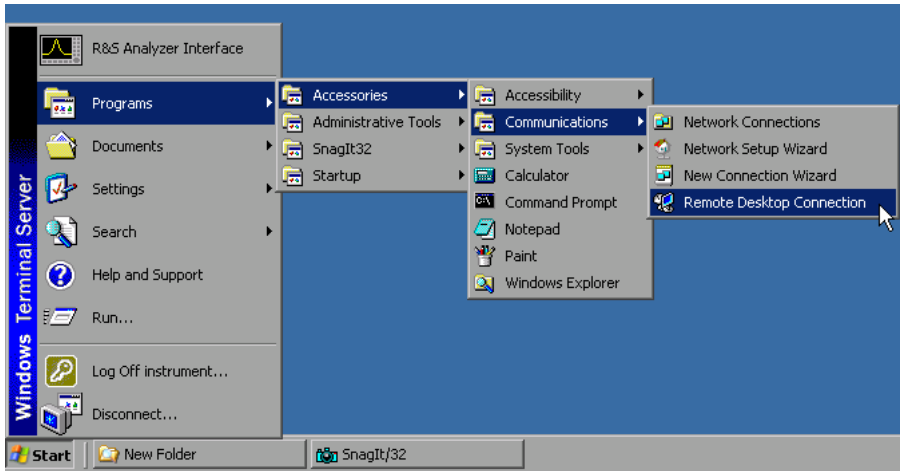 R&S Analyzer Interface
Programs
Documents
Settings
Search
Help and Support
Run...
Log Off instrument...
Disconnect...
Windows Terminal Server
Accessories
Administrative Tools
SnagIt32
Startup
Accessibility
Communications
System Tools
Calculator
Command Prompt
Notepad
Paint
Windows Explorer
Network Connections
Network Setup Wizard
New Connection Wizard
Remote Desktop Connection
Start
New Folder
SnagIt/32